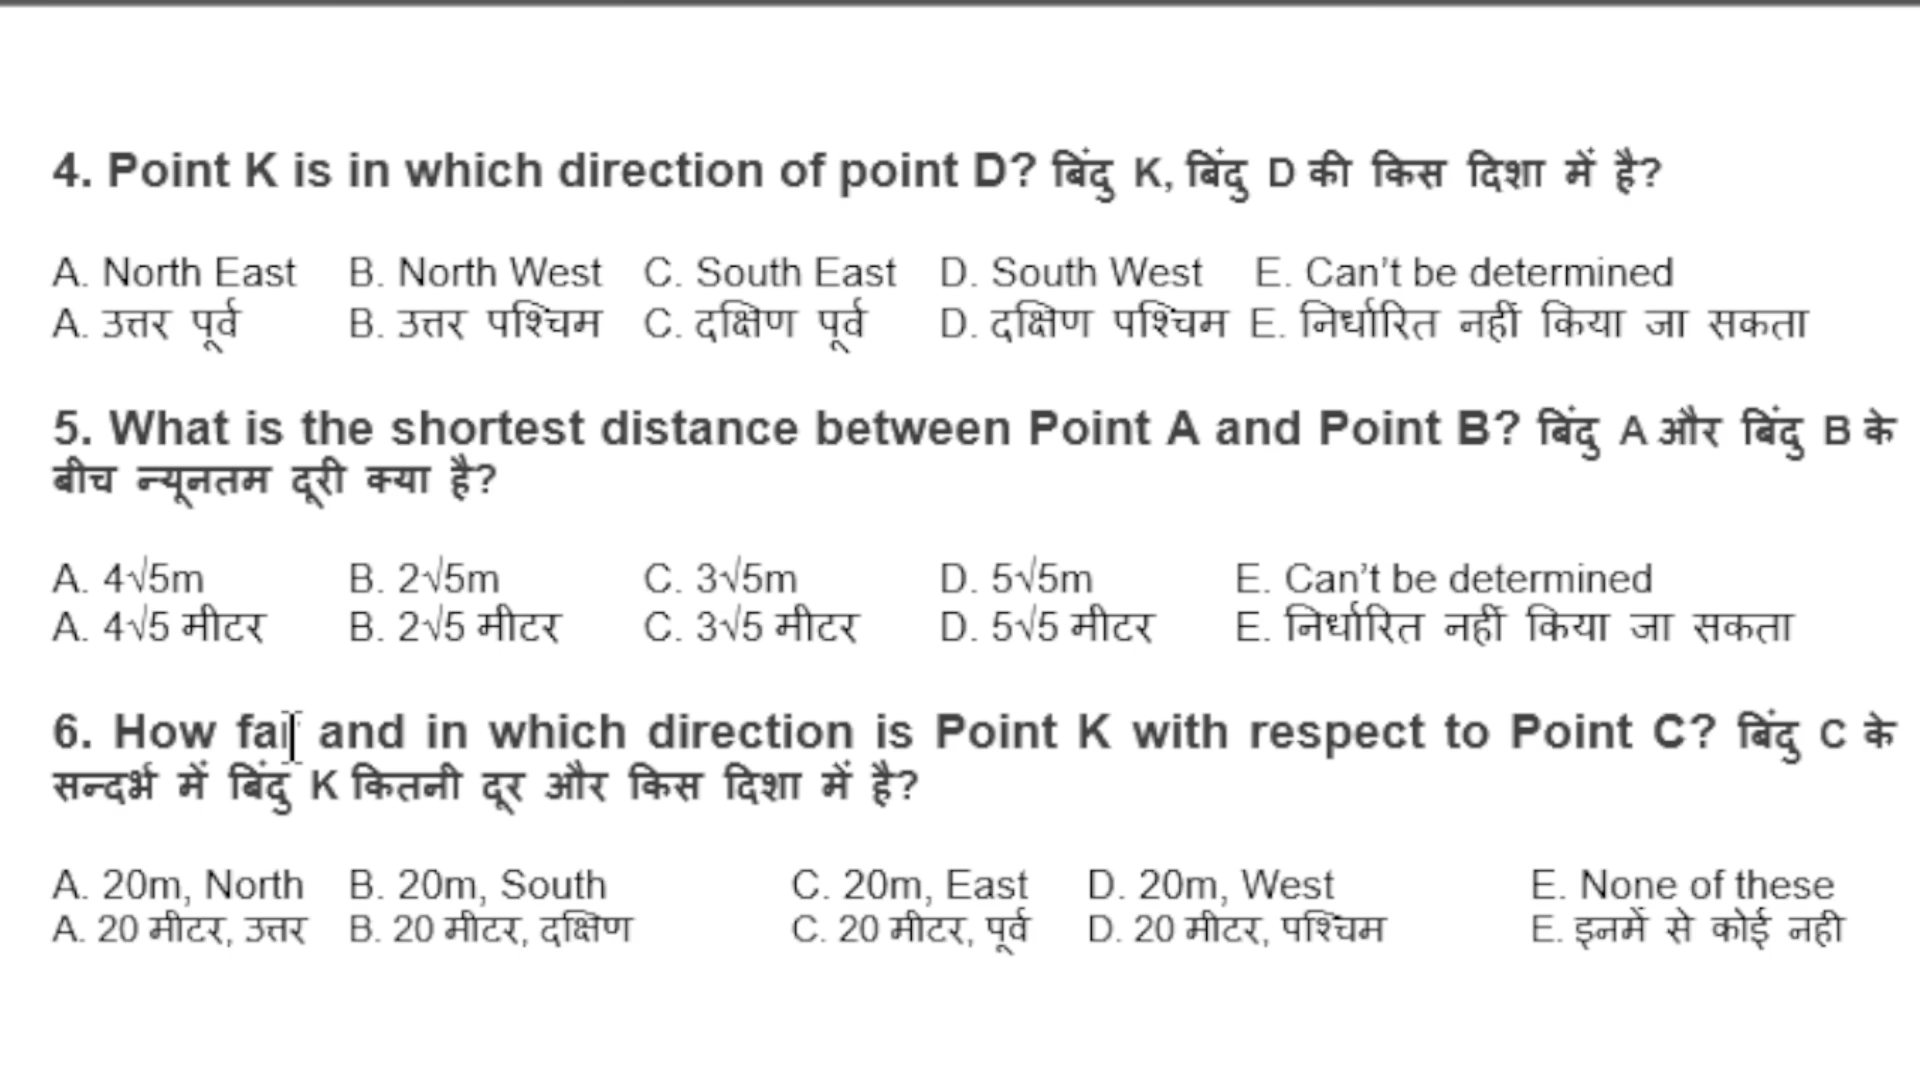 4. Point K is in which direction of point D? बिंदु K, बिंदु D की किस दिशा में है?
A. North East B. North West C. South East D. South West E. Can't be determined
A. उत्तर पूर्व B. उत्तर पश्चिम C. दक्षिण पूर्व D. दक्षिण पश्चिम E. निर्धारित नहीं किया जा सकता
5. What is the shortest distance between Point A and Point B? बिंदु A और बिंदु B के
बीच न्यूनतम दूरी क्या है?
A. 4√5m B. 2√5m C. 3√5m D. 5√5m E. Can't be determined
A. 4√5 मीटर B. 2√5 मीटर C. 3√5 मीटर D. 5√5 मीटर E. निर्धारित नहीं किया जा सकता
6. How far and in which direction is Point K with respect to Point C? बिंदु C के
सन्दर्भ में बिंदु K कितनी दूर और किस दिशा में है?
A. 20m, North B. 20m, South C. 20m, East D. 20m, West E. None of these
A. 20 मीटर, उत्तर B. 20 मीटर, दक्षिण C. 20 मीटर, पूर्व D. 20 मीटर, पश्चिम E. इनमें से कोई नही